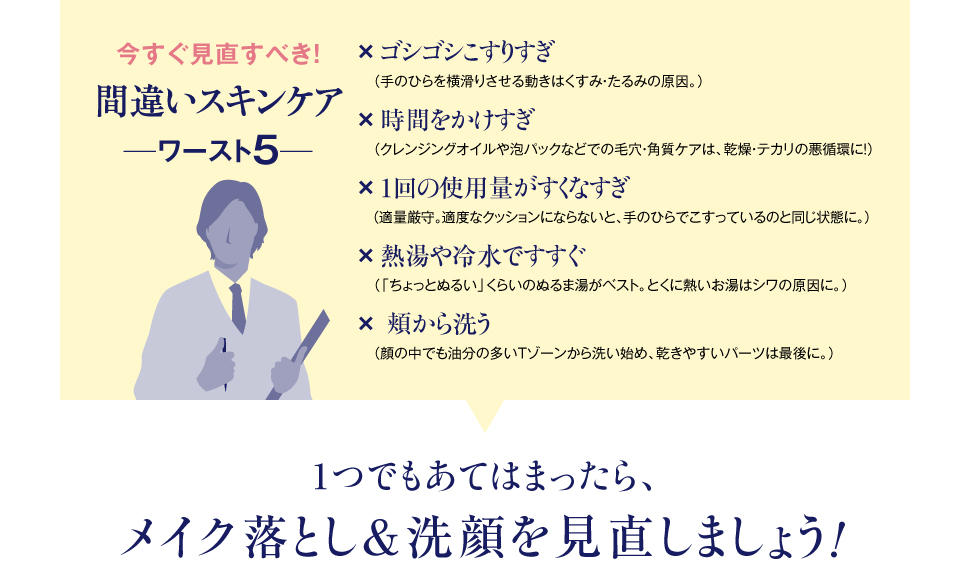 今すぐ見直すべき!
間違いスキンケア
ワースト5
× ゴシゴシこすりすぎ
（手のひらを横滑りさせる動きはくすみ・たるみの原因。）
× 時間をかけすぎ
（クレンジングオイルや泡パックなどでの毛穴・角質ケアは、乾燥・テカリの悪循環に!）
× 1回の使用量がすくなすぎ
（適量厳守。適度なクッションにならないと、手のひらでこすっているのと同じ状態に。）
× 熱湯や冷水ですすぐ
（「ちょっとぬるい」くらいのぬるま湯がベスト。とくに熱いお湯はシワの原因に。）
× 頬から洗う
（顔の中でも油分の多いTゾーンから洗い始め、乾きやすいパーツは最後に。）
1つでもあてはまったら、
メイク落とし&洗顔を見直しましょう!